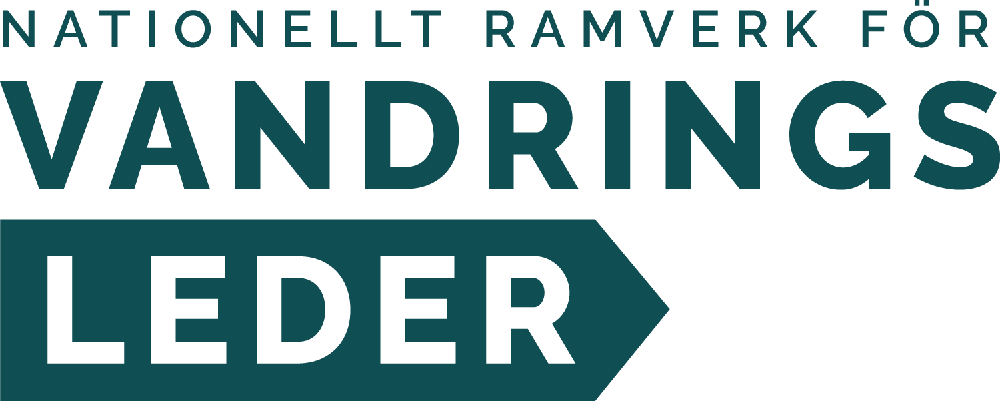 NATIONELLT RAMVERK FÖR
VANDRINGS
LEDER